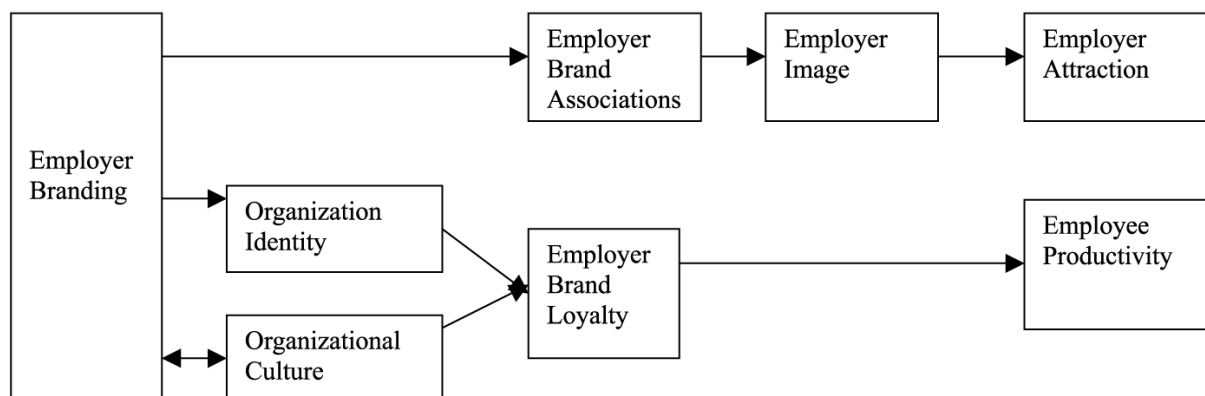 Employer
Branding
Employer
Brand
Associations
Employer
Image
Employer
Attraction
Organization
Identity
Organizational
Culture
Employer
Brand
Loyalty
Employee
Productivity